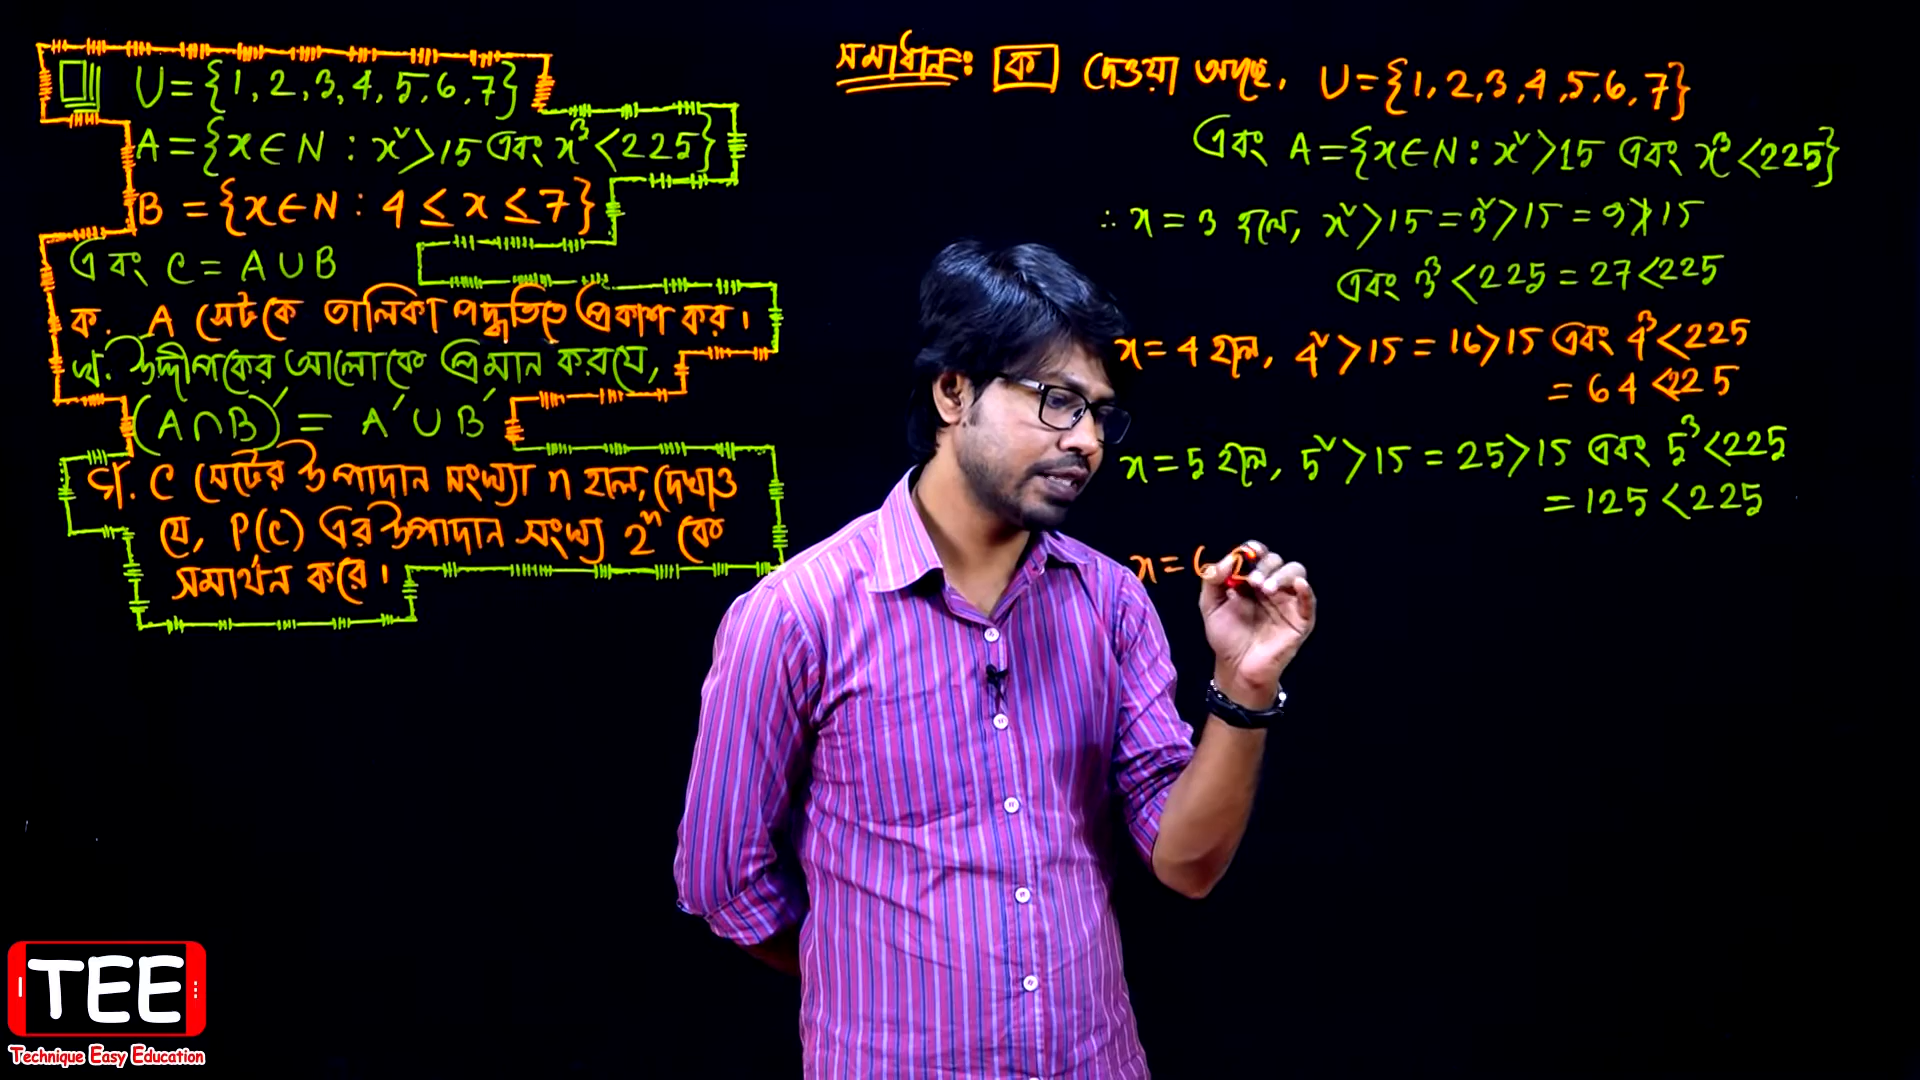 U = {1, 2, 3, 4, 5, 6, 7}
A = {x ∈ N : x² > 15 এবং x³ < 225}
B = {x ∈ N : 4 ≤ x ≤ 7}
এবং C = A ∪ B
ক. A সেটকে তালিকা পদ্ধতিতে প্রকাশ কর।
খ. উদ্দীপকের আলোকে প্রমান কর যে,
(A ∩ B)′ = A′ ∪ B′
গ. C সেটের উপাদান সংখ্যা n হলে, দেখাও
যে, P(C) এর উপাদান সংখ্যা 2ⁿ কে
সমার্থন করে।
সমাধান: ক দেওয়া আছে, U = {1, 2, 3, 4, 5, 6, 7}
এবং A = {x ∈ N : x² > 15 এবং x³ < 225}
∴ x = 3 হলে, x² > 15 = 3² > 15 = 9 ≯ 15
এবং 3³ < 225 = 27 < 225
x = 4 হলে, 4² > 15 = 16 > 15 এবং 4³ < 225
= 64 < 225
x = 5 হলে, 5² > 15 = 25 > 15 এবং 5³ < 225
= 125 < 225
x = 6
TEE
Technique Easy Education